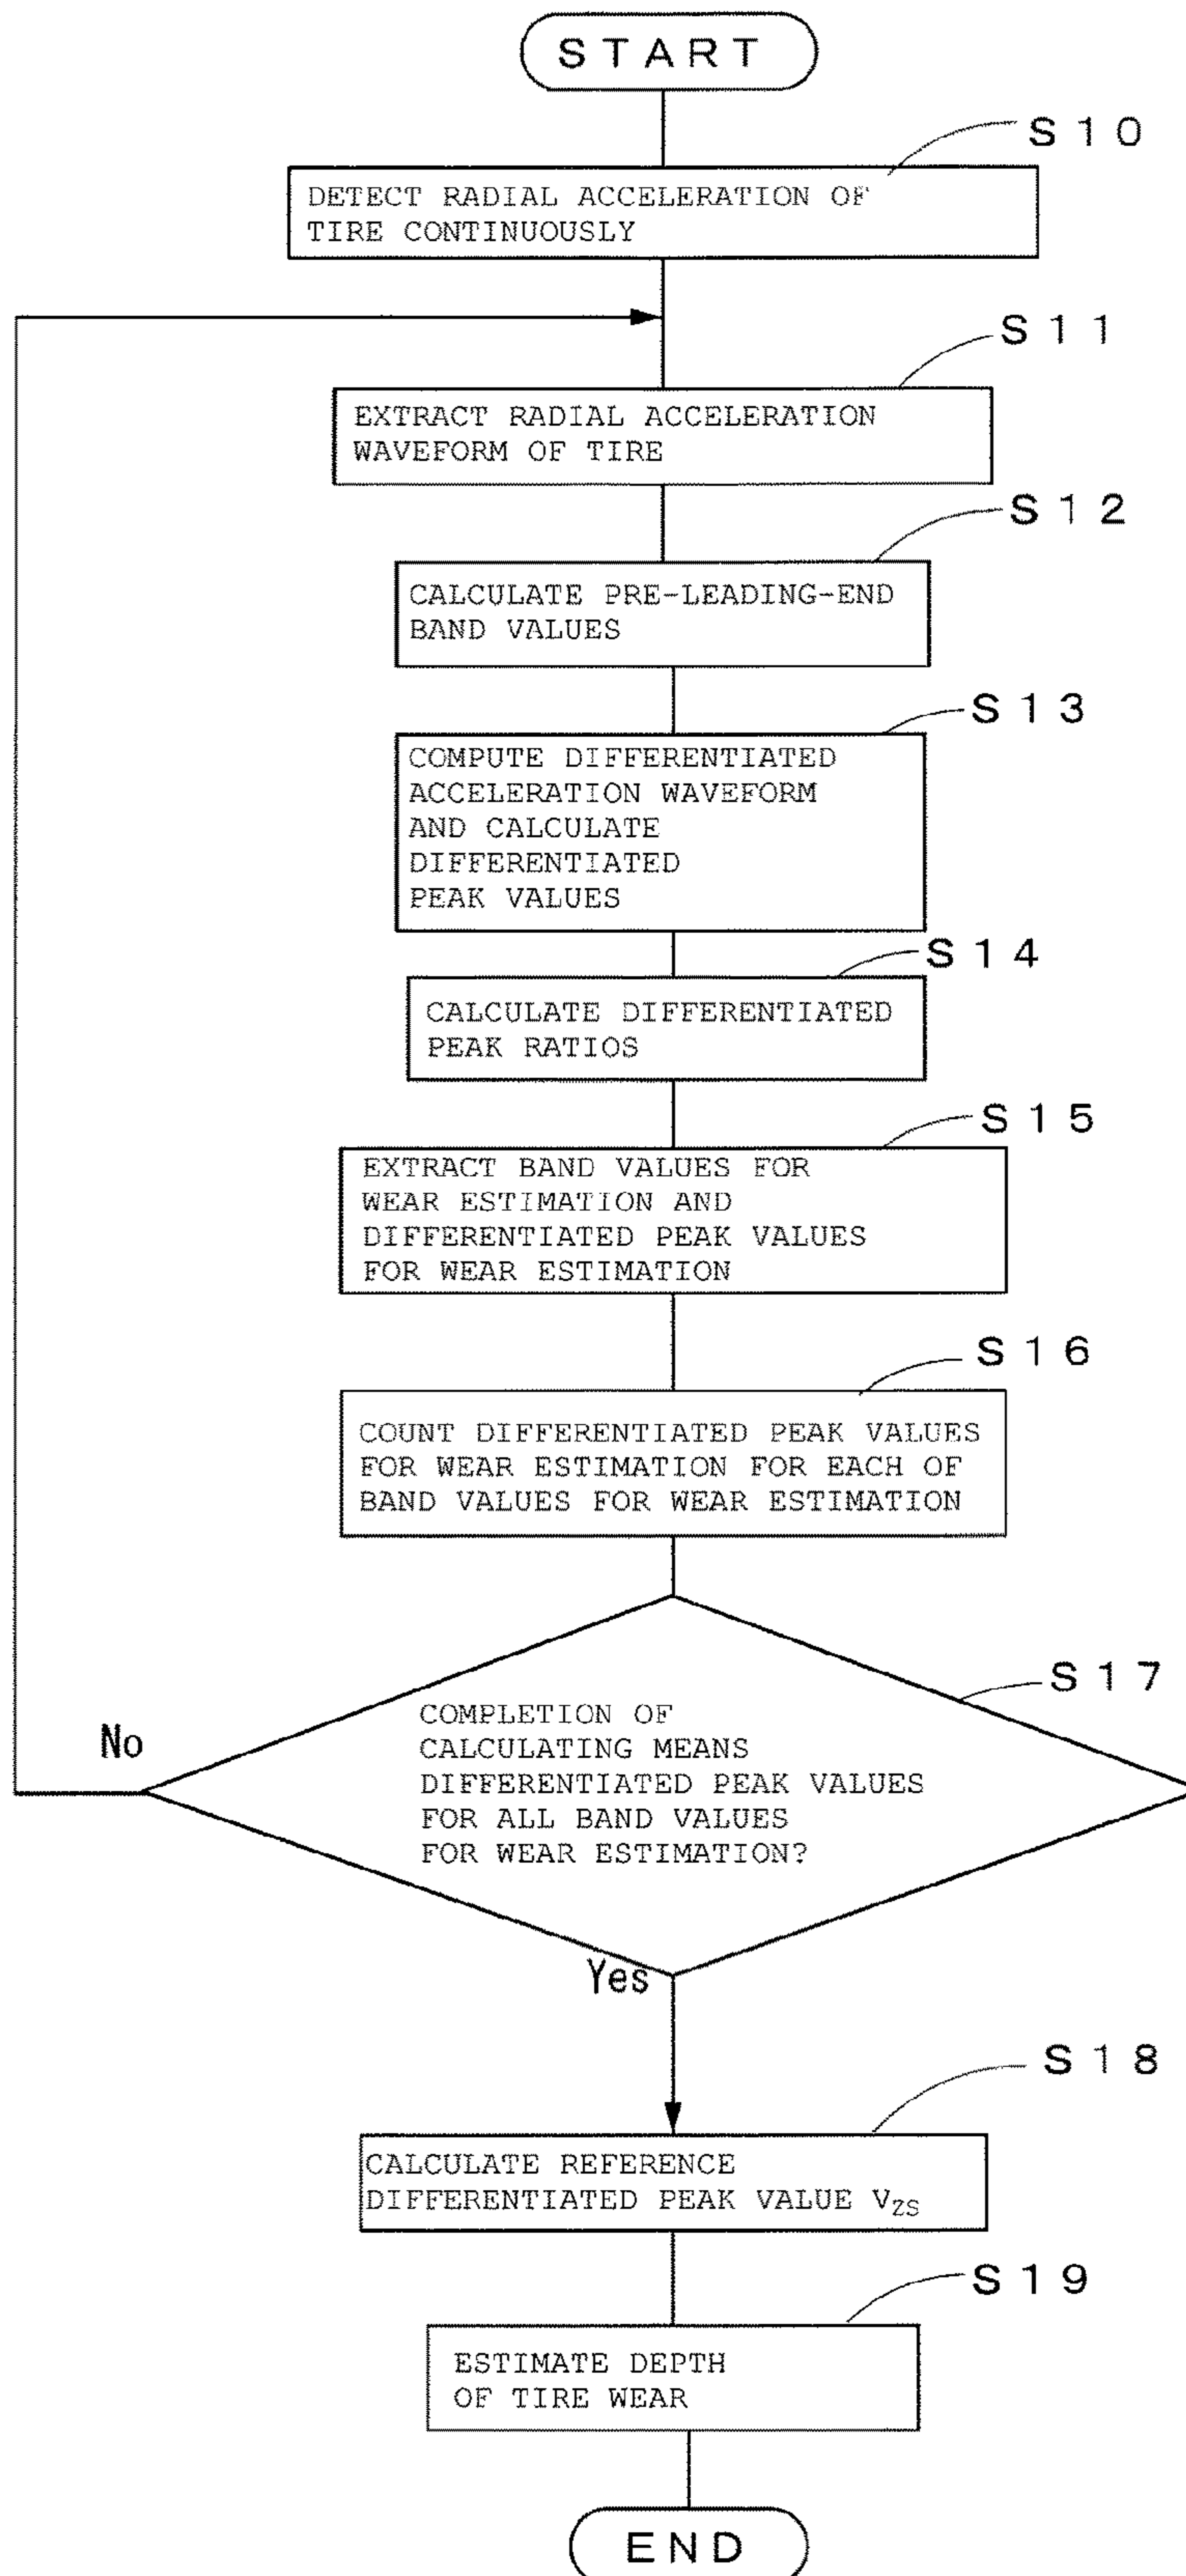 START
S10
DETECT RADIAL ACCELERATION OF
TIRE CONTINUOUSLY
S11
EXTRACT RADIAL ACCELERATION
WAVEFORM OF TIRE
S12
CALCULATE PRE-LEADING-END
BAND VALUES
S13
COMPUTE DIFFERENTIATED
ACCELERATION WAVEFORM
AND CALCULATE
DIFFERENTIATED
PEAK VALUES
S14
CALCULATE DIFFERENTIATED
PEAK RATIOS
S15
EXTRACT BAND VALUES FOR
WEAR ESTIMATION AND
DIFFERENTIATED PEAK VALUES
FOR WEAR ESTIMATION
S16
COUNT DIFFERENTIATED PEAK VALUES
FOR WEAR ESTIMATION FOR EACH OF
BAND VALUES FOR WEAR ESTIMATION
S17
COMPLETION OF
CALCULATING MEANS
DIFFERENTIATED PEAK VALUES
FOR ALL BAND VALUES
FOR WEAR ESTIMATION?
No
Yes
S18
CALCULATE REFERENCE
DIFFERENTIATED PEAK VALUE VZS
S19
ESTIMATE DEPTH
OF TIRE WEAR
END